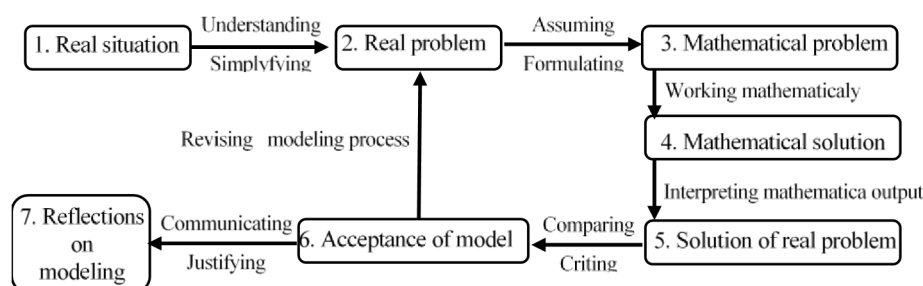 Understanding
Assuming
1. Real situation
2. Real problem
3. Mathematical problem
Simplyfying
Formulating
Working mathematicaly
Revising modeling process
4. Mathematical solution
Interpreting mathematica output
7. Reflections
on
modeling
Communicating
Justifying
6. Acceptance of model
Comparing
Criting
5. Solution of real problem